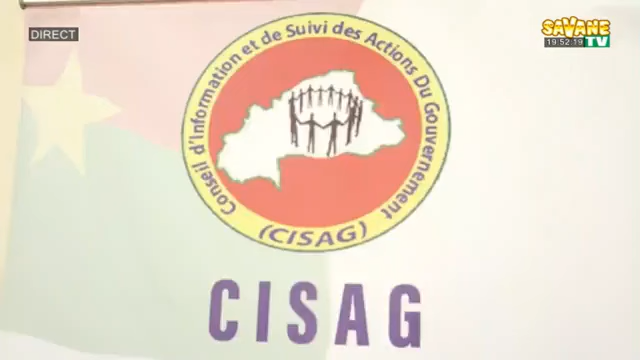 DIRECT
SAVANE
19:52:19 TV
Conseil d'Information et de Suivi des Actions Du Gouvernement
(CISAG)
CISAG